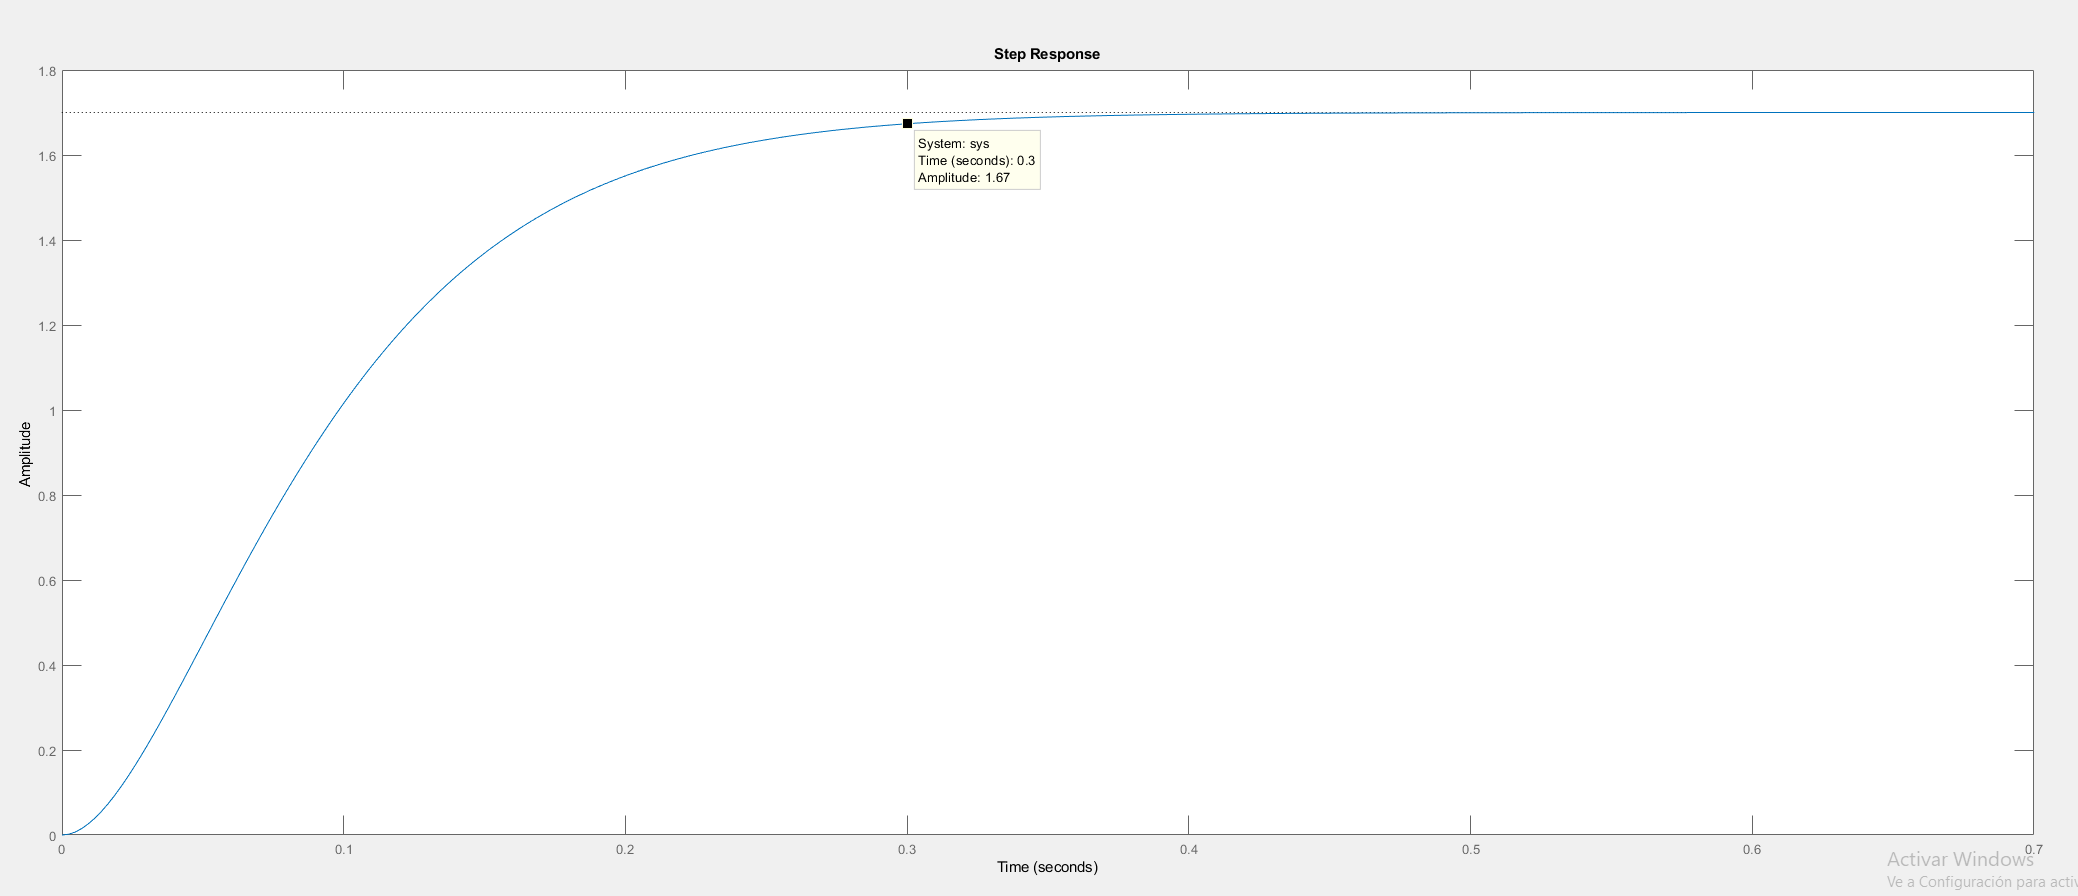 Step Response
1.8
1.6
1.4
1.2
1
0.8
0.6
0.4
0.2
0
Amplitude
System: sys
Time (seconds): 0.3
Amplitude: 1.67
0 0.1 0.2 0.3 0.4 0.5 0.6 0.7
Time (seconds)
Activar Windows
Ve a Configuración para activ